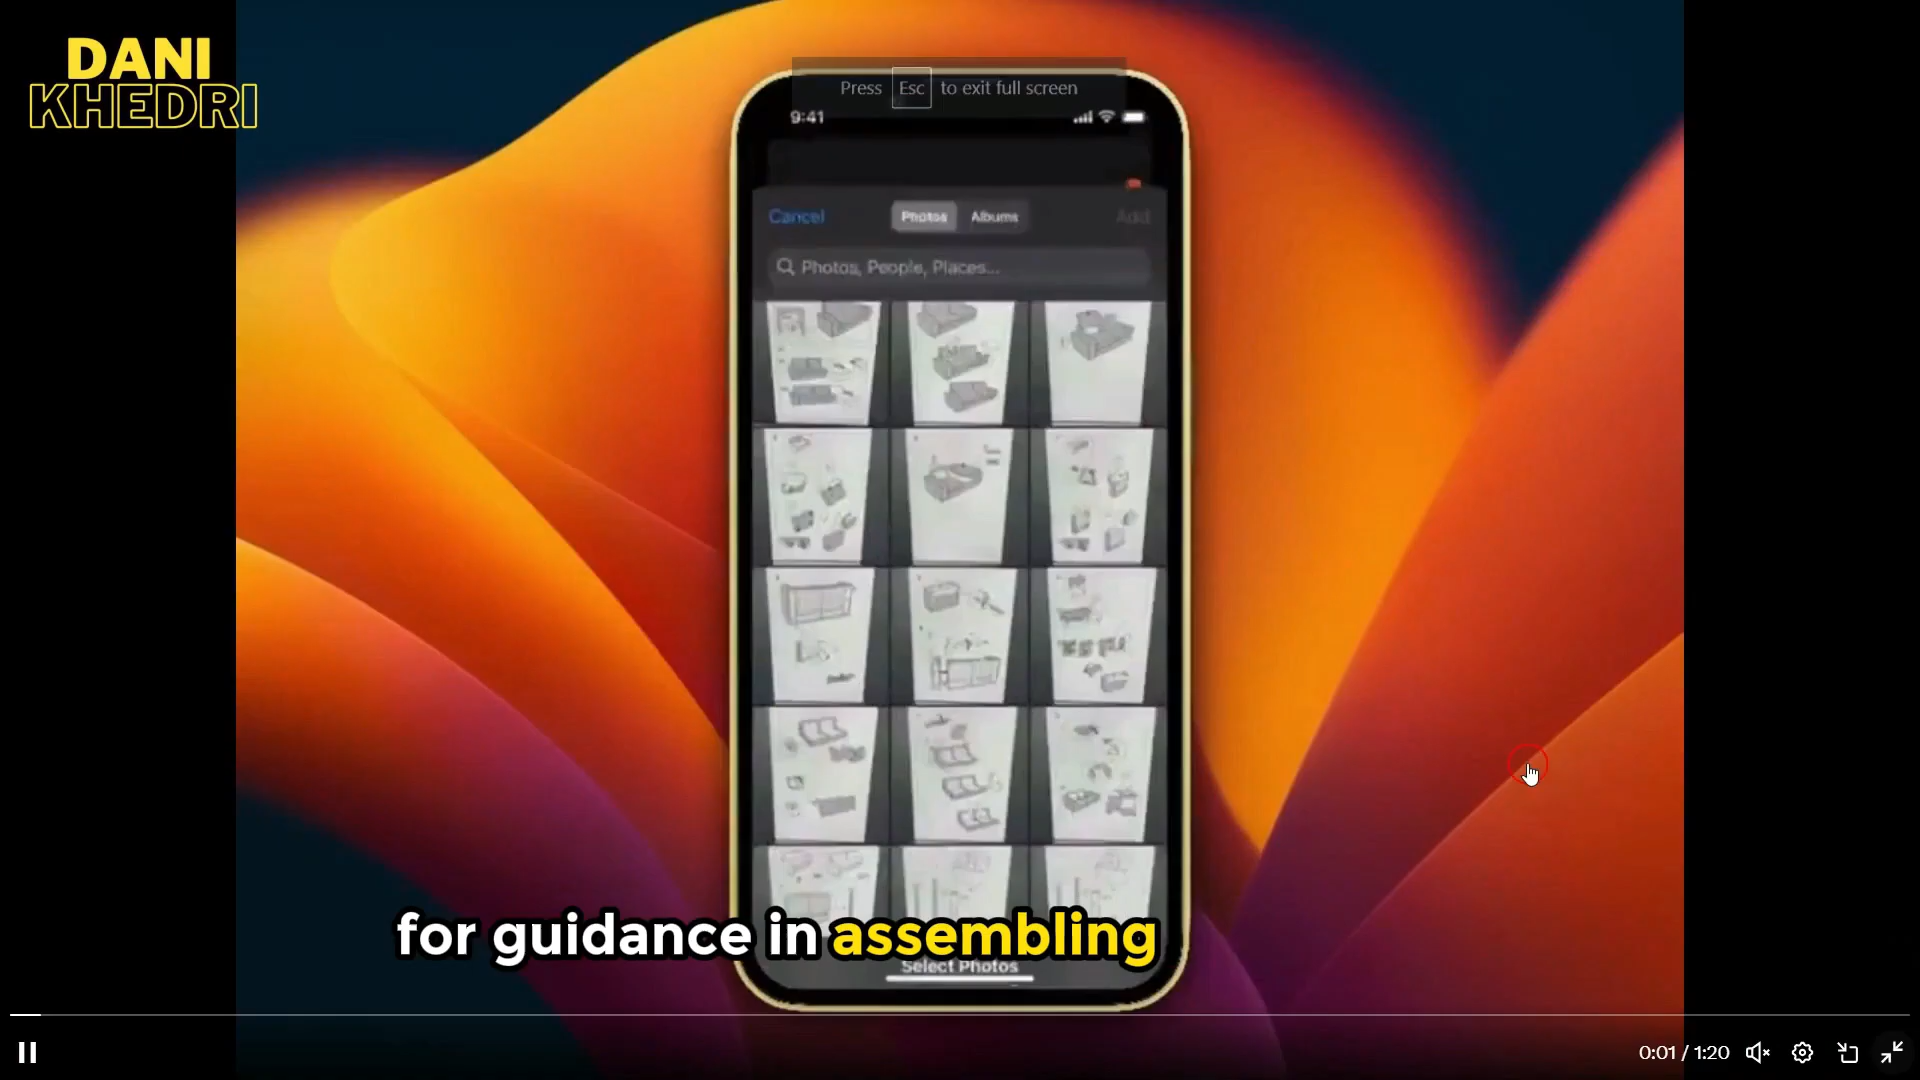 DANI
KHEDRI
Press Esc to exit full screen
9:41
Cancel
Photos
Albums
Add
Photos, People, Places...
for guidance in assembling
Select Photos
0:01 / 1:20